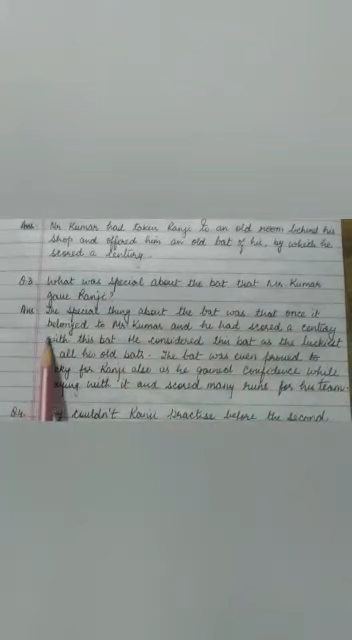 Ans: Mr Kumar had taken Ranji to an old room behind his
shop and offered him an old bat of his, by which he
scored a century.
Q.3. What was special about the bat that Mr. Kumar
gave Ranji?
Ans: The special thing about the bat was that once it
belonged to Mr. Kumar and he had scored a century
with this bat. He considered this bat as the luckiest
all his old bats. The bat was even proved to
cky for Ranji also as he gained confidence while
ying with it and scored many runs for his team.
Q4. couldn't Ranji practise before the second